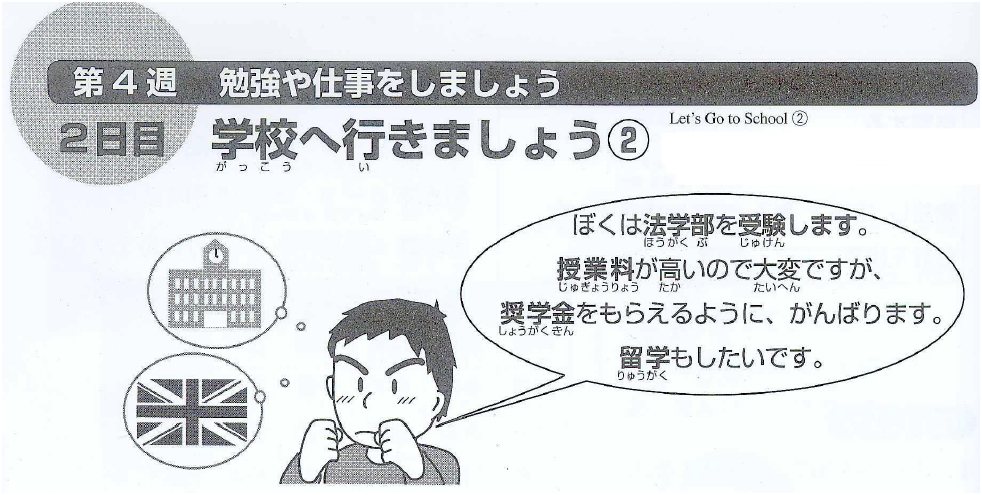 第4週 勉強や仕事をしましょう
2日目 学校へ行きましょう②
がっこう い
Let's Go to School ②
ぼくは法学部を受験します。
ほうがくぶ じゅけん
授業料が高いので大変ですが、
じゅぎょうりょう たか たいへん
奨学金をもらえるように、がんばります。
しょうがくきん
留学もしたいです。
りゅうがく